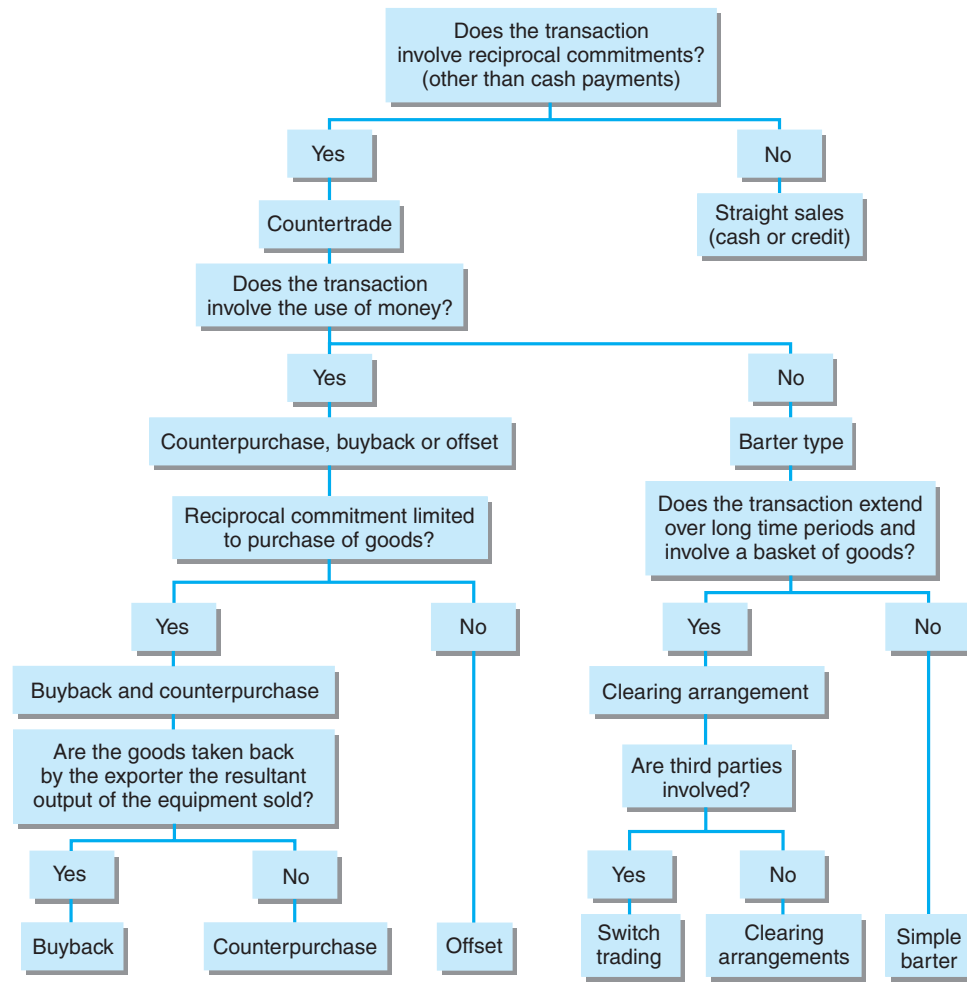 Does the transaction
involve reciprocal commitments?
(other than cash payments)
Yes
No
Countertrade
Straight sales
(cash or credit)
Does the transaction
involve the use of money?
Yes
No
Counterpurchase, buyback or offset
Barter type
Reciprocal commitment limited
to purchase of goods?
Does the transaction extend
over long time periods and
involve a basket of goods?
Yes
No
Yes
No
Buyback and counterpurchase
Clearing arrangement
Are the goods taken back
by the exporter the resultant
output of the equipment sold?
Are third parties
involved?
Yes
No
Yes
No
Buyback
Counterpurchase
Offset
Switch
trading
Clearing
arrangements
Simple
barter